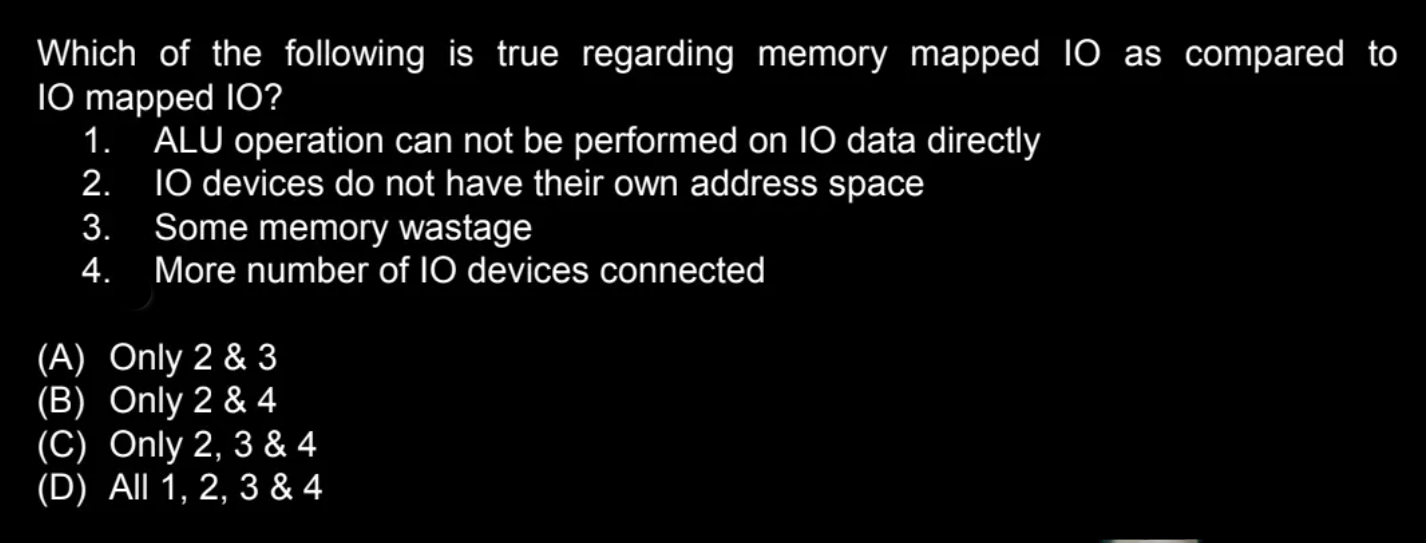 Which of the following is true regarding memory mapped IO as compared to
IO mapped IO?
1. ALU operation can not be performed on IO data directly
2. IO devices do not have their own address space
3. Some memory wastage
4. More number of IO devices connected
(A) Only 2 & 3
(B) Only 2 & 4
(C) Only 2, 3 & 4
(D) All 1, 2, 3 & 4